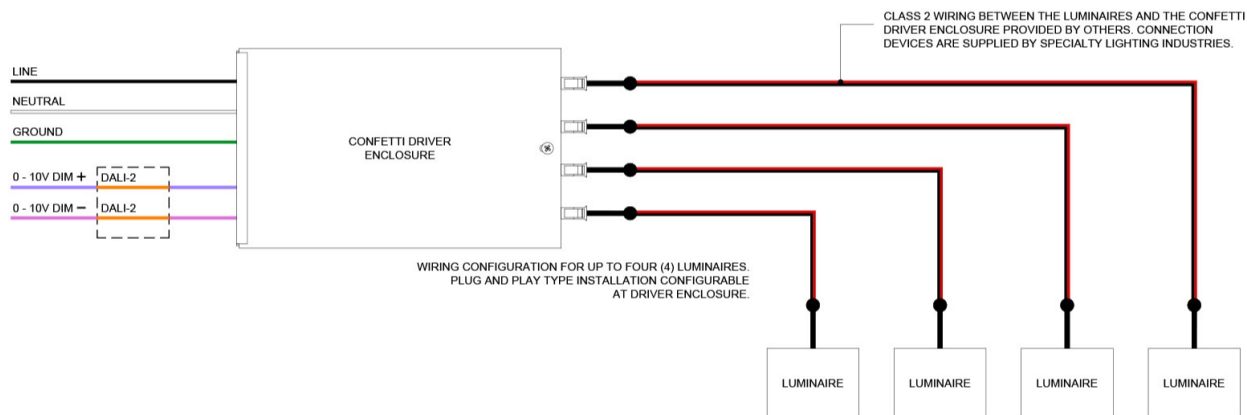 CLASS 2 WIRING BETWEEN THE LUMINAIRES AND THE CONFETTI
DRIVER ENCLOSURE PROVIDED BY OTHERS. CONNECTION
DEVICES ARE SUPPLIED BY SPECIALTY LIGHTING INDUSTRIES.
LINE
NEUTRAL
GROUND
0 - 10V DIM + DALI-2
0 - 10V DIM − DALI-2
CONFETTI DRIVER
ENCLOSURE
WIRING CONFIGURATION FOR UP TO FOUR (4) LUMINAIRES.
PLUG AND PLAY TYPE INSTALLATION CONFIGURABLE
AT DRIVER ENCLOSURE.
LUMINAIRE
LUMINAIRE
LUMINAIRE
LUMINAIRE